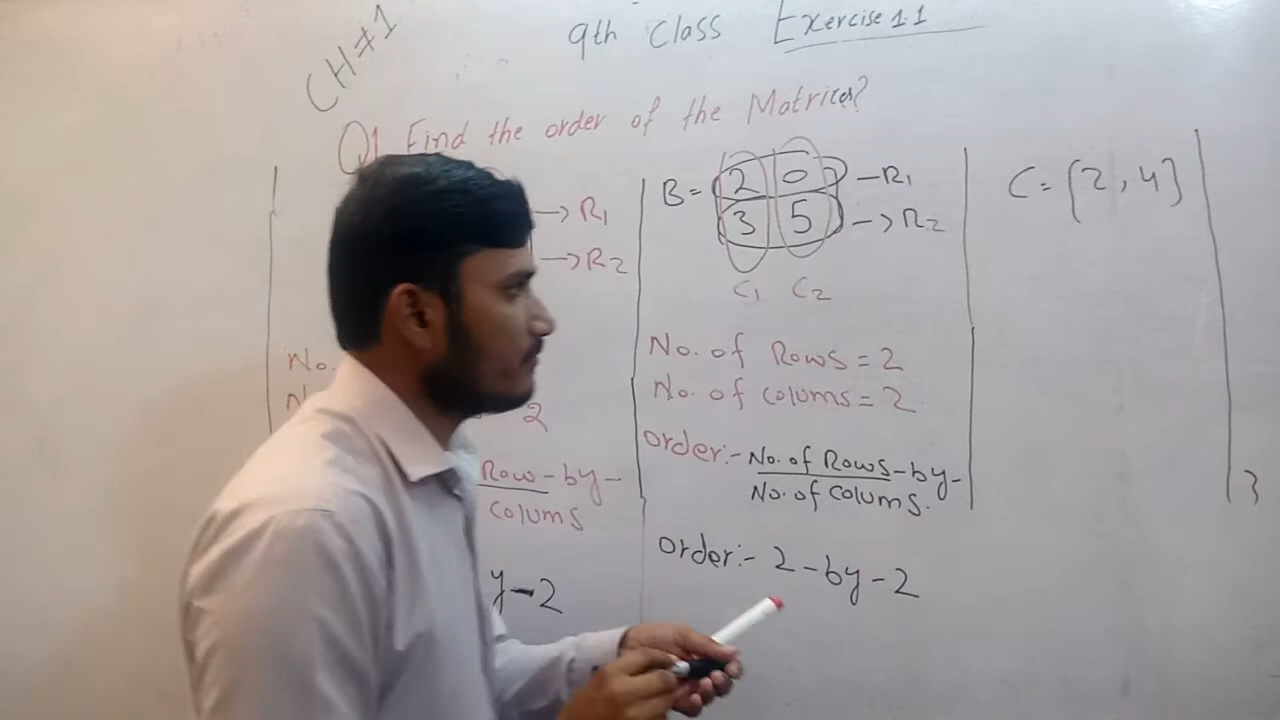 CH#1
9th Class Exercise 1.1
Q1 Find the order of the Matrices?
→R1
→R2
No.
2
Row-by-
Colums
y-2
B= [2 0] -R1
[3 5] →R2
C1 C2
No. of Rows = 2
No. of Colums = 2
order:- No. of Rows-by-
No. of Colums.
order:- 2-by-2
C= [2, 4]